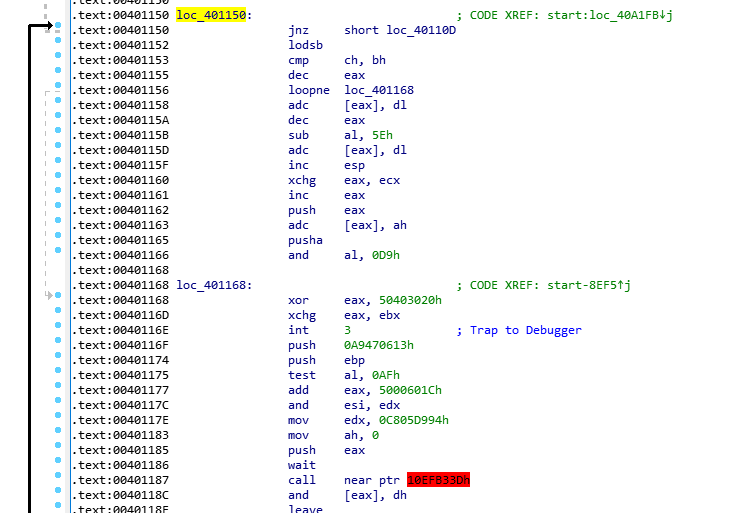 .text:00401150
.text:00401150 loc_401150: ; CODE XREF: start:loc_40A1FB↓j
.text:00401150 jnz short loc_40110D
.text:00401152 lodsb
.text:00401153 cmp ch, bh
.text:00401155 dec eax
.text:00401156 loopne loc_401168
.text:00401158 adc [eax], dl
.text:0040115A dec eax
.text:0040115B sub al, 5Eh
.text:0040115D adc [eax], dl
.text:0040115F inc esp
.text:00401160 xchg eax, ecx
.text:00401161 inc eax
.text:00401162 push eax
.text:00401163 adc [eax], ah
.text:00401165 pusha
.text:00401166 and al, 0D9h
.text:00401168
.text:00401168 loc_401168: ; CODE XREF: start-8EF5↑j
.text:00401168 xor eax, 50403020h
.text:0040116D xchg eax, ebx
.text:0040116E int 3 ; Trap to Debugger
.text:0040116F push 0A9470613h
.text:00401174 push ebp
.text:00401175 test al, 0AFh
.text:00401177 add eax, 5000601Ch
.text:0040117C and esi, edx
.text:0040117E mov edx, 0C805D994h
.text:00401183 mov ah, 0
.text:00401185 push eax
.text:00401186 wait
.text:00401187 call near ptr 10EFB33Dh
.text:0040118C and [eax], dh
.text:0040118E leave